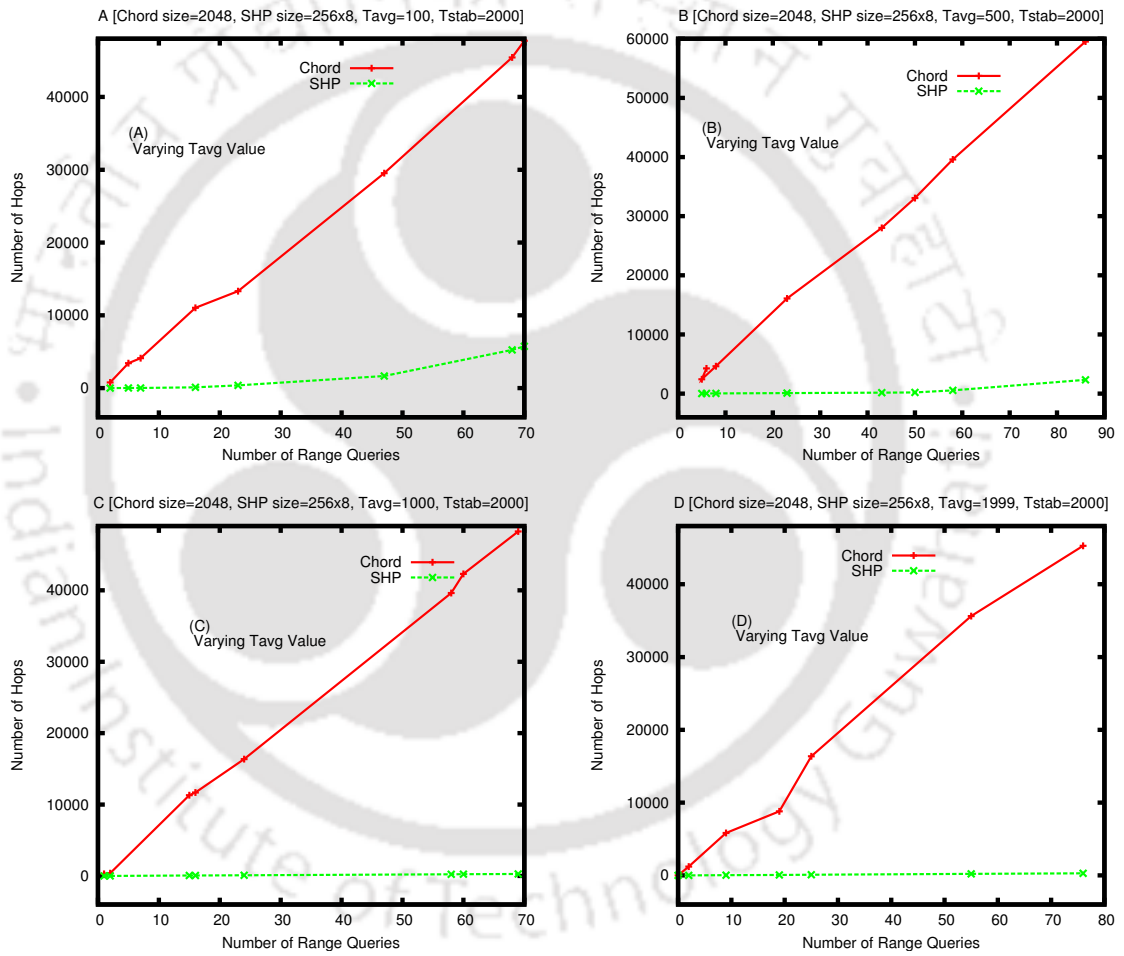 A [Chord size=2048, SHP size=256x8, Tavg=100, Tstab=2000]
Chord
SHP
(A)
Varying Tavg Value
Number of Hops
40000
30000
20000
10000
0
0 10 20 30 40 50 60 70
Number of Range Queries
B [Chord size=2048, SHP size=256x8, Tavg=500, Tstab=2000]
Chord
SHP
(B)
Varying Tavg Value
Number of Hops
60000
50000
40000
30000
20000
10000
0
0 10 20 30 40 50 60 70 80 90
Number of Range Queries
C [Chord size=2048, SHP size=256x8, Tavg=1000, Tstab=2000]
Chord
SHP
(C)
Varying Tavg Value
Number of Hops
40000
30000
20000
10000
0
0 10 20 30 40 50 60 70
Number of Range Queries
D [Chord size=2048, SHP size=256x8, Tavg=1999, Tstab=2000]
Chord
SHP
(D)
Varying Tavg Value
Number of Hops
40000
30000
20000
10000
0
0 10 20 30 40 50 60 70 80
Number of Range Queries
Indian Institute of Technology Guwahati